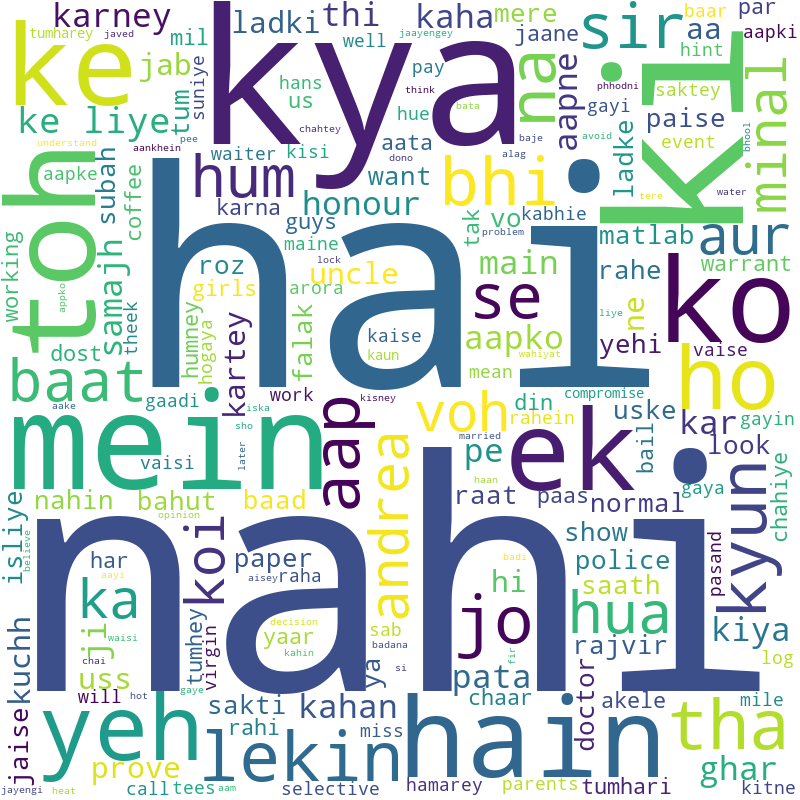 karney
ladki
thi
kaha
mere
jaane
sir
aa
baar
par
aapki
tumharey
javed
mil
jaayengey
well
phhodni
hint
ke
jab
tum
suniye
hans
us
kya
pay
think
hue
na
aapne
gayi
saktey
minal
ke liye
bata
paise
event
chahtey
pee
baje
avoid
bhool
understand
aankhein
waiter
kisi
aata
dono
alag
ladke
tere
water
ki
toh
aapke
subah
coffee
hum
karna
want
bhi
honour
guys
tak
vo
kabhie
matlab
aur
working
appko
samajh
theek
maine
problem
roz
lock
uncle
main
rahe
warrant
girls
arora
hai
se
ne
liye
ko
dost
humney
hogaya
falak
kaise
kaun
aapko
wahiyat
yehi
vaise
baat
kartey
mean
ho
aake
gaadi
iska
work
kisney
din
compromise
mein
sho
aap
voh
rahein
ek
uske
kar
gayin
vaisi
later
andrea
married
pe
bail
look
gaya
chahiye
nahin
bahut
baad
haan
raat
paas
normal
kyun
isliye
believe
opinion
koi
nahi
show
police
pasand
har
aayi
paper
aisey
raha
badi
hi
saath
ka
waisi
tumhey
virgin
decision
yaar
kahin
sab
badana
jo
fir
hua
kiya
kuchh
ji
chai
uss
gaye
ya
si
pata
rajvir
log
will
hot
sakti
kahan
chaar
doctor
akele
mile
jaise
yeh
rahi
lekin
miss
hain
tha
prove
ghar
jayengi
heat
call
tees
aam
selective
hamarey
parents
tumhari
kitne